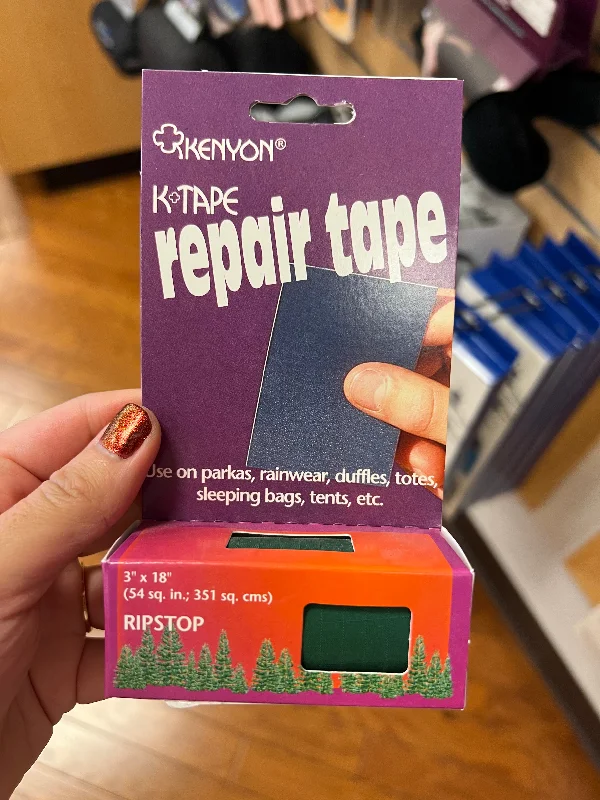 KENYON®
K TAPE
repair tape
Use on parkas, rainwear, duffles, totes,
sleeping bags, tents, etc.
3" x 18"
(54 sq. in.; 351 sq. cms)
RIPSTOP